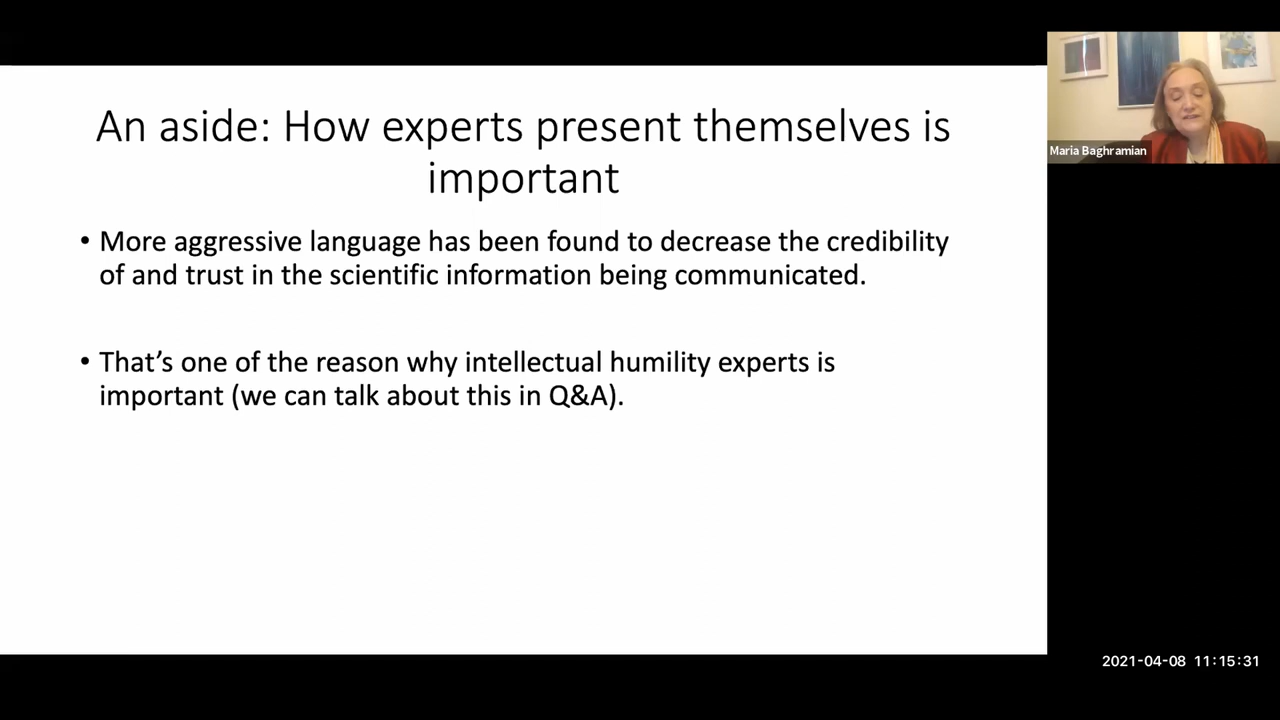 An aside: How experts present themselves is
important
• More aggressive language has been found to decrease the credibility
of and trust in the scientific information being communicated.
• That’s one of the reason why intellectual humility experts is
important (we can talk about this in Q&A).
Maria Baghramian
2021-04-08 11:15:31